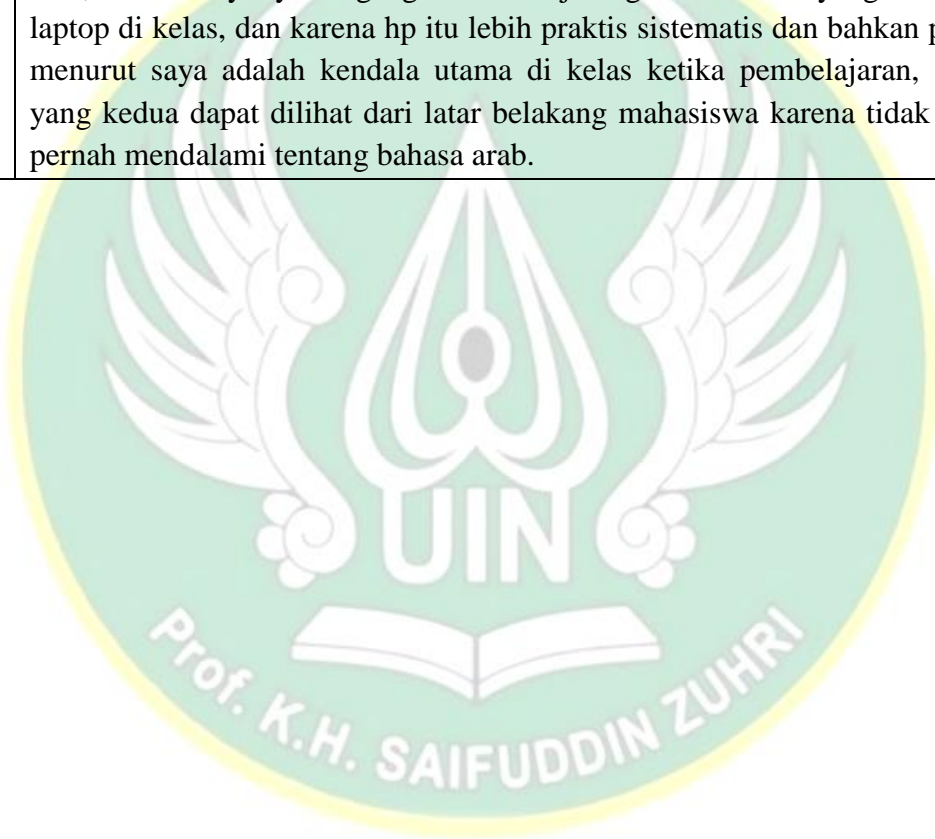 laptop di kelas, dan karena hp itu lebih praktis sistematis dan bahkan
menurut saya adalah kendala utama di kelas ketika pembelajaran,
yang kedua dapat dilihat dari latar belakang mahasiswa karena tidak
pernah mendalami tentang bahasa arab.
UIN
Prof. K.H. SAIFUDDIN ZUHRI